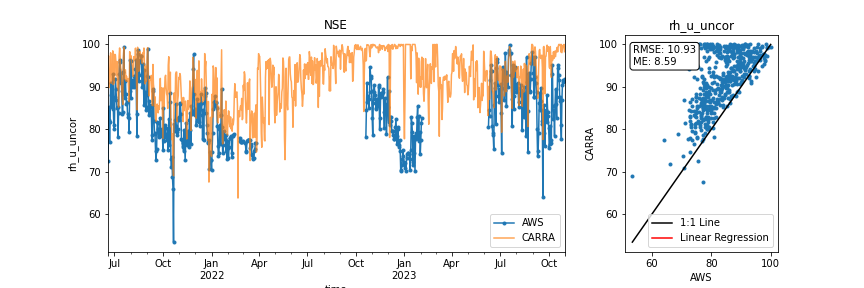 NSE
rh_u_uncor
100
90
80
70
60
rh_u_uncor
Jul
Oct
Jan
2022
Apr
Jul
Oct
Jan
2023
Apr
Jul
Oct
time
AWS
CARRA
100
90
80
70
60
CARRA
RMSE: 10.93
ME: 8.59
1:1 Line
Linear Regression
60
80
100
AWS